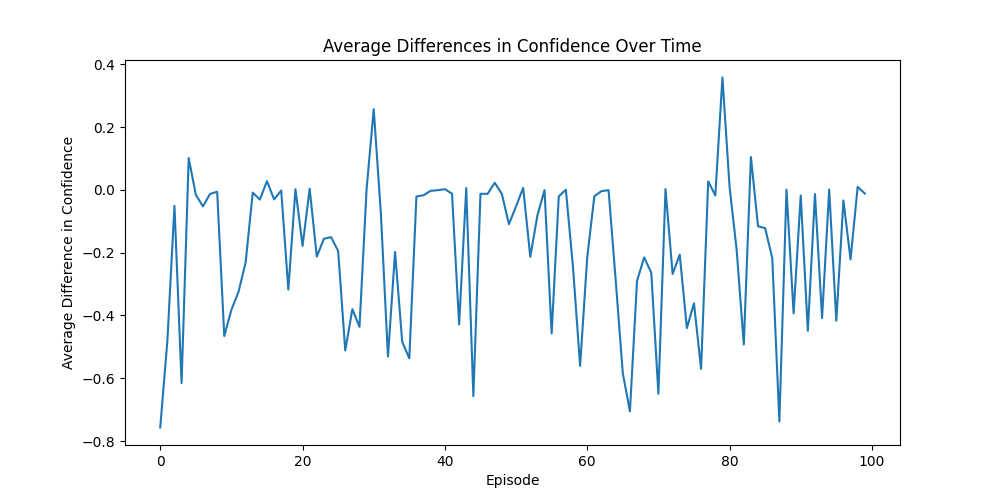 Average Differences in Confidence Over Time
Average Difference in Confidence
0.4
0.2
0.0
−0.2
−0.4
−0.6
−0.8
0 20 40 60 80 100
Episode